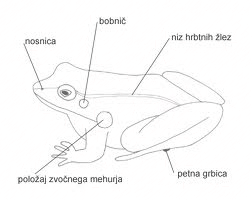 bobnič
niz hrbtnih žlez
nosnica
položaj zvočnega mehurja
petna grbica